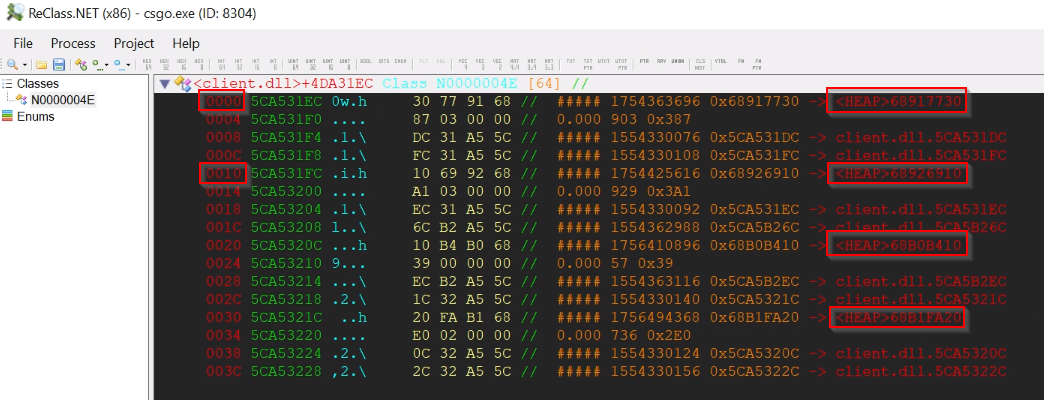 ReClass.NET (x86) - csgo.exe (ID: 8304)
File Process Project Help
Classes
N0000004E
Enums
<client.dll>+4DA31EC Class N0000004E [64] //
0000 5CA531EC 0w.h 30 77 91 68 // ##### 1754363696 0x68917730 -> <HEAP>68917730
0004 5CA531F0 .... 87 03 00 00 // 0.000 903 0x387
0008 5CA531F4 .1.\ DC 31 A5 5C // ##### 1554330076 0x5CA531DC -> client.dll.5CA531DC
000C 5CA531F8 .1.\ FC 31 A5 5C // ##### 1554330108 0x5CA531FC -> client.dll.5CA531FC
0010 5CA531FC .i.h 10 69 92 68 // ##### 1754425616 0x68926910 -> <HEAP>68926910
0014 5CA53200 .... A1 03 00 00 // 0.000 929 0x3A1
0018 5CA53204 .1.\ EC 31 A5 5C // ##### 1554330092 0x5CA531EC -> client.dll.5CA531EC
001C 5CA53208 l..\ 6C B2 A5 5C // ##### 1554362988 0x5CA5B26C -> client.dll.5CA5B26C
0020 5CA5320C ...h 10 B4 B0 68 // ##### 1756410896 0x68B0B410 -> <HEAP>68B0B410
0024 5CA53210 9... 39 00 00 00 // 0.000 57 0x39
0028 5CA53214 ...\ EC B2 A5 5C // ##### 1554363116 0x5CA5B2EC -> client.dll.5CA5B2EC
002C 5CA53218 .2.\ 1C 32 A5 5C // ##### 1554330140 0x5CA5321C -> client.dll.5CA5321C
0030 5CA5321C ..h 20 FA B1 68 // ##### 1756494368 0x68B1FA20 -> <HEAP>68B1FA20
0034 5CA53220 .... E0 02 00 00 // 0.000 736 0x2E0
0038 5CA53224 .2.\ 0C 32 A5 5C // ##### 1554330124 0x5CA5320C -> client.dll.5CA5320C
003C 5CA53228 ,2.\ 2C 32 A5 5C // ##### 1554330156 0x5CA5322C -> client.dll.5CA5322C